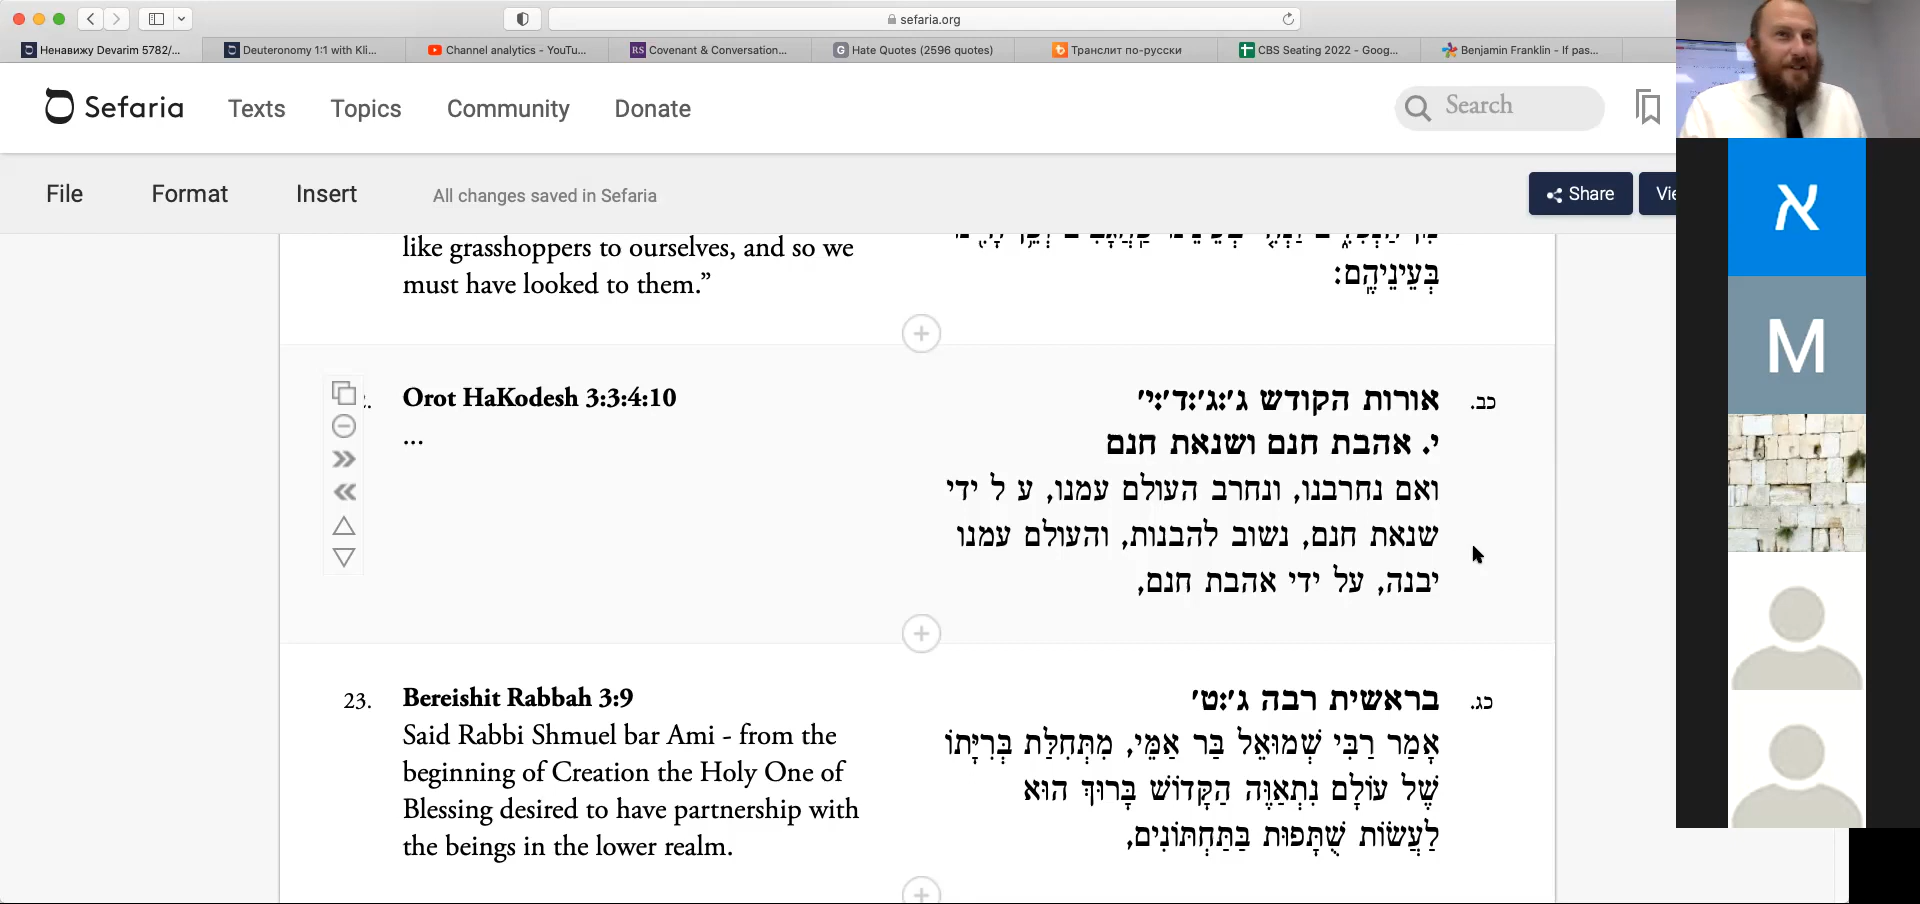 sefaria.org
Ненавижу Devarim 5782/...
Deuteronomy 1:1 with Kli...
Channel analytics - YouTu...
RS Covenant & Conversation...
G Hate Quotes (2596 quotes)
Транслит по-русски
CBS Seating 2022 - Goog...
Benjamin Franklin - If pas...
Sefaria Texts Topics Community Donate
Search
File Format Insert All changes saved in Sefaria
Share
like grasshoppers to ourselves, and so we
must have looked to them.”
בְּעֵינֵיהֶֽם׃
Orot HaKodesh 3:3:4:10
...
כב. אורות הקודש ג׳:ג׳:ד׳:י׳
י. אהבת חנם ושנאת חנם
ואם נחרבנו, ונחרב העולם עמנו, ע ל ידי
שנאת חנם, נשוב להבנות, והעולם עמנו
יבנה, על ידי אהבת חנם,
23. Bereishit Rabbah 3:9
Said Rabbi Shmuel bar Ami - from the
beginning of Creation the Holy One of
Blessing desired to have partnership with
the beings in the lower realm.
כג. בראשית רבה ג׳:ט׳
אָמַר רַבִּי שְׁמוּאֵל בַּר אַמֵּי, מִתְּחִלַּת בְּרִיָּתוֹ
שֶׁל עוֹלָם נִתְאַוֶּה הַקָּדוֹשׁ בָּרוּךְ הוּא
לַעֲשׂוֹת שֻׁתָּפוּת בַּתַּחְתּוֹנִים,
א
M